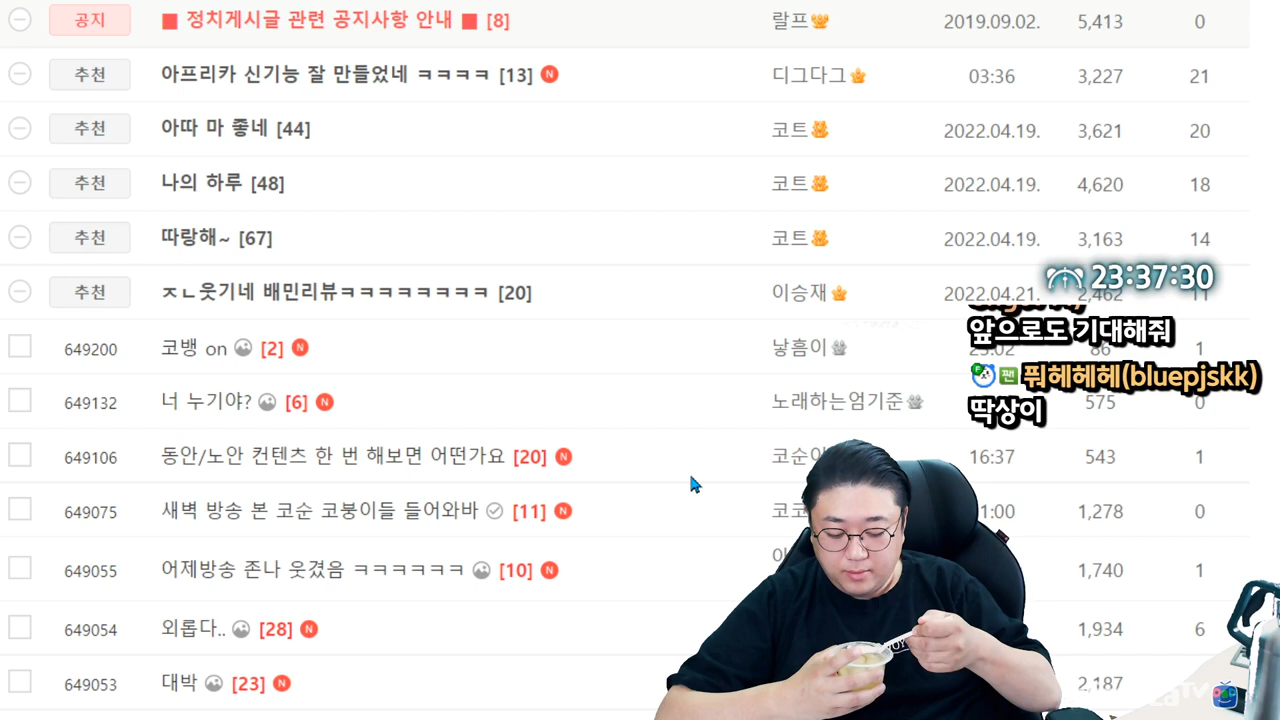 공지 ■ 정치게시글 관련 공지사항 안내 ■ [8] 랄프 2019.09.02. 5,413 0
추천 아프리카 신기능 잘 만들었네 ㅋㅋㅋㅋ [13] N 디그다그 03:36 3,227 21
추천 아따 마 좋네 [44] 코트 2022.04.19. 3,621 20
추천 나의 하루 [48] 코트 2022.04.19. 4,620 18
추천 따랑해~ [67] 코트 2022.04.19. 3,163 14
23:37:30
추천 ㅈㄴ웃기네 배민리뷰ㅋㅋㅋㅋㅋㅋㅋㅋ [20] 이승재 2022.04.21. 2,462 11
앞으로도 기대해줘
649200 코뱅 on [2] N 낳흠이 23:02 86 1
F 팬 풔헤헤헤(bluepjskk)
딱상이
649132 너 누기야? [6] N 노래하는엄기준 575 0
649106 동안/노안 컨텐츠 한 번 해보면 어떤가요 [20] N 코순이 16:37 543 1
649075 새벽 방송 본 코순 코붕이들 들어와바 [11] N 1,278 0
649055 어제방송 존나 웃겼음 ㅋㅋㅋㅋㅋㅋ [10] N 1,740 1
649054 외롭다.. [28] N 1,934 6
649053 대박 [23] N 2,187